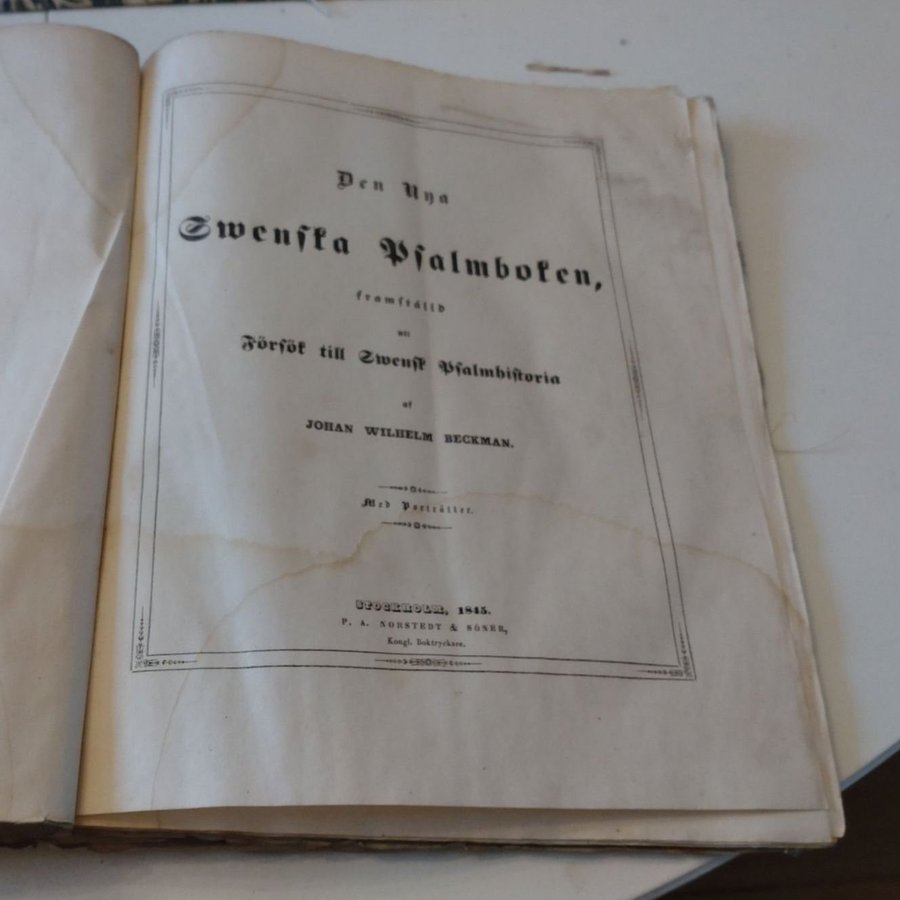 Den Nya
Swenska Psalmboken,
framställd
uti
Försök till Swensk Psalmhistoria
af
JOHAN WILHELM BECKMAN.
Med Porträtter.
STOCKHOLM, 1845.
P. A. NORSTEDT & SÖNER,
Kongl. Boktryckare.